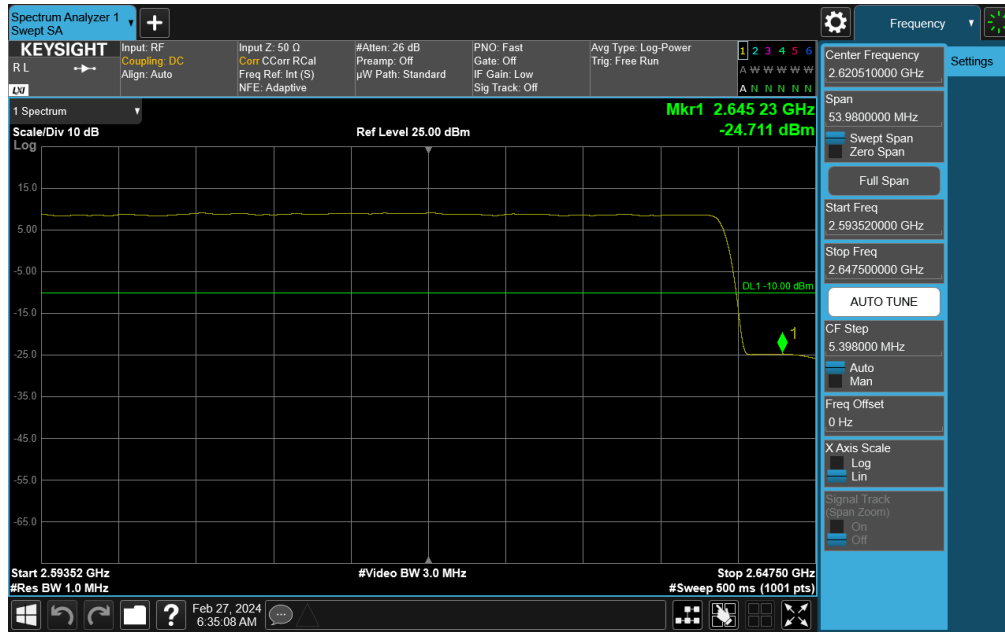 Spectrum Analyzer 1
Swept SA
Frequency
KEYSIGHT
R L
LXI
Input: RF
Coupling: DC
Align: Auto
Input Z: 50 Ω
Corr CCorr RCal
Freq Ref: Int (S)
NFE: Adaptive
#Atten: 26 dB
Preamp: Off
µW Path: Standard
PNO: Fast
Gate: Off
IF Gain: Low
Sig Track: Off
Avg Type: Log-Power
Trig: Free Run
1 2 3 4 5 6
A W W W W W
A N N N N N
1 Spectrum
Scale/Div 10 dB
Log
Ref Level 25.00 dBm
Mkr1 2.645 23 GHz
-24.711 dBm
15.0
5.00
-5.00
-15.0
-25.0
-35.0
-45.0
-55.0
-65.0
DL1 -10.00 dBm
1
Start 2.59352 GHz
#Res BW 1.0 MHz
#Video BW 3.0 MHz
Stop 2.64750 GHz
#Sweep 500 ms (1001 pts)
Feb 27, 2024
6:35:08 AM
Center Frequency
2.620510000 GHz
Span
53.9800000 MHz
Swept Span
Zero Span
Full Span
Start Freq
2.593520000 GHz
Stop Freq
2.647500000 GHz
AUTO TUNE
CF Step
5.398000 MHz
Auto
Man
Freq Offset
0 Hz
X Axis Scale
Log
Lin
Signal Track
(Span Zoom)
On
Off
Settings